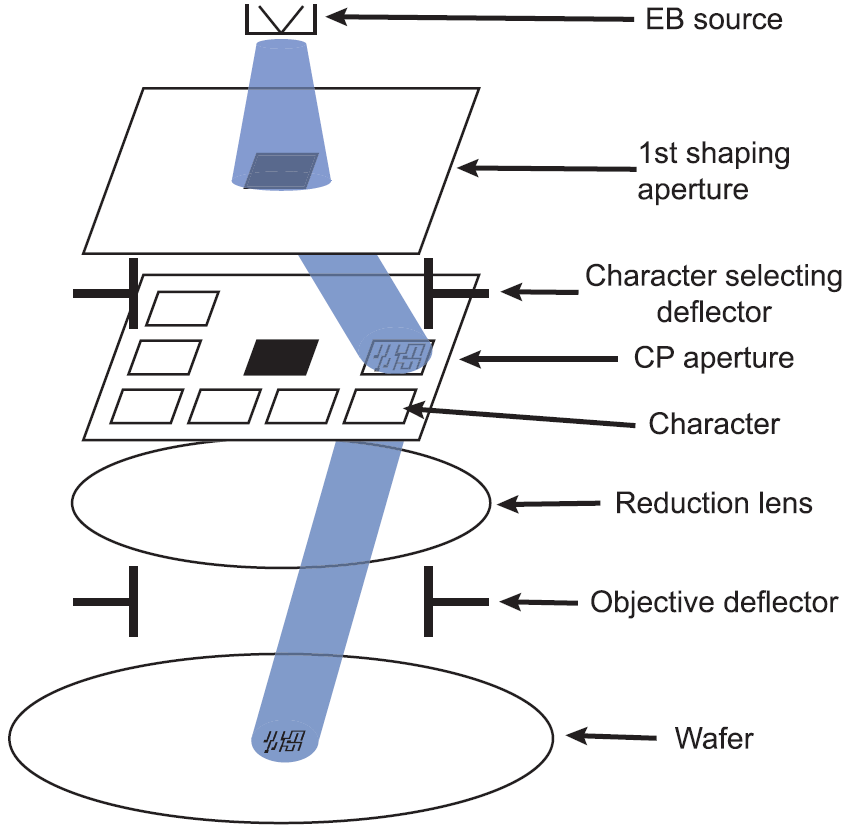 EB source
1st shaping
aperture
Character selecting
deflector
CP aperture
Character
Reduction lens
Objective deflector
Wafer